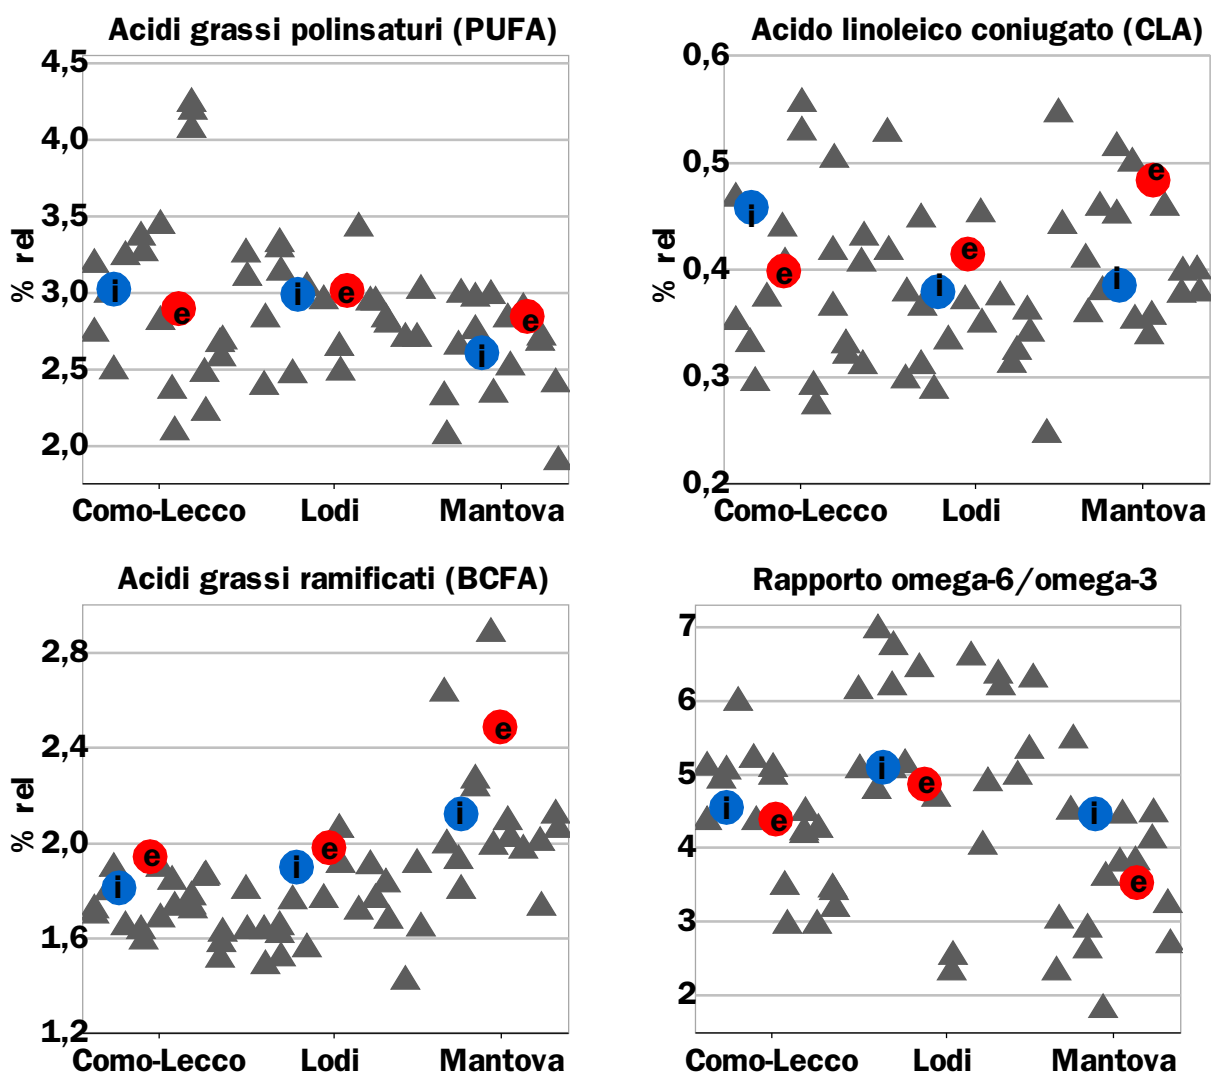 Acidi grassi polinsaturi (PUFA)
4,5
4,0
3,5
3,0
2,5
2,0
% rel
i
e
i
e
i
e
Como-Lecco Lodi Mantova
Acido linoleico coniugato (CLA)
0,6
0,5
0,4
0,3
0,2
% rel
i
e
i
e
i
e
Como-Lecco Lodi Mantova
Acidi grassi ramificati (BCFA)
2,8
2,4
2,0
1,6
1,2
% rel
i
e
i
e
i
e
Como-Lecco Lodi Mantova
Rapporto omega-6/omega-3
7
6
5
4
3
2
i
e
i
e
i
e
Como-Lecco Lodi Mantova